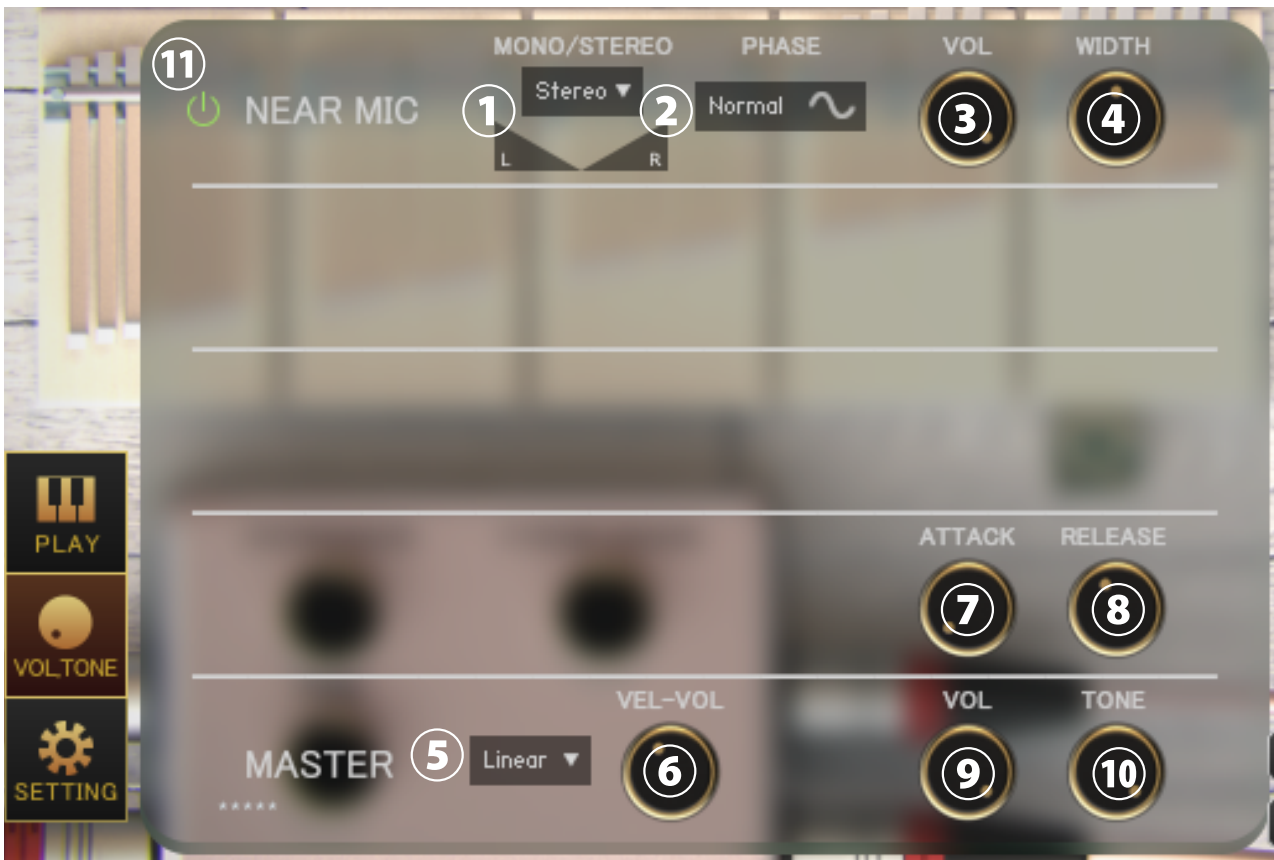 MONO/STEREO PHASE VOL WIDTH
11
NEAR MIC 1 Stereo ▼ 2 Normal 3 4
L R
ATTACK RELEASE
7 8
VEL-VOL VOL TONE
MASTER 5 Linear ▼ 6 9 10
*****
PLAY
VOL,TONE
SETTING